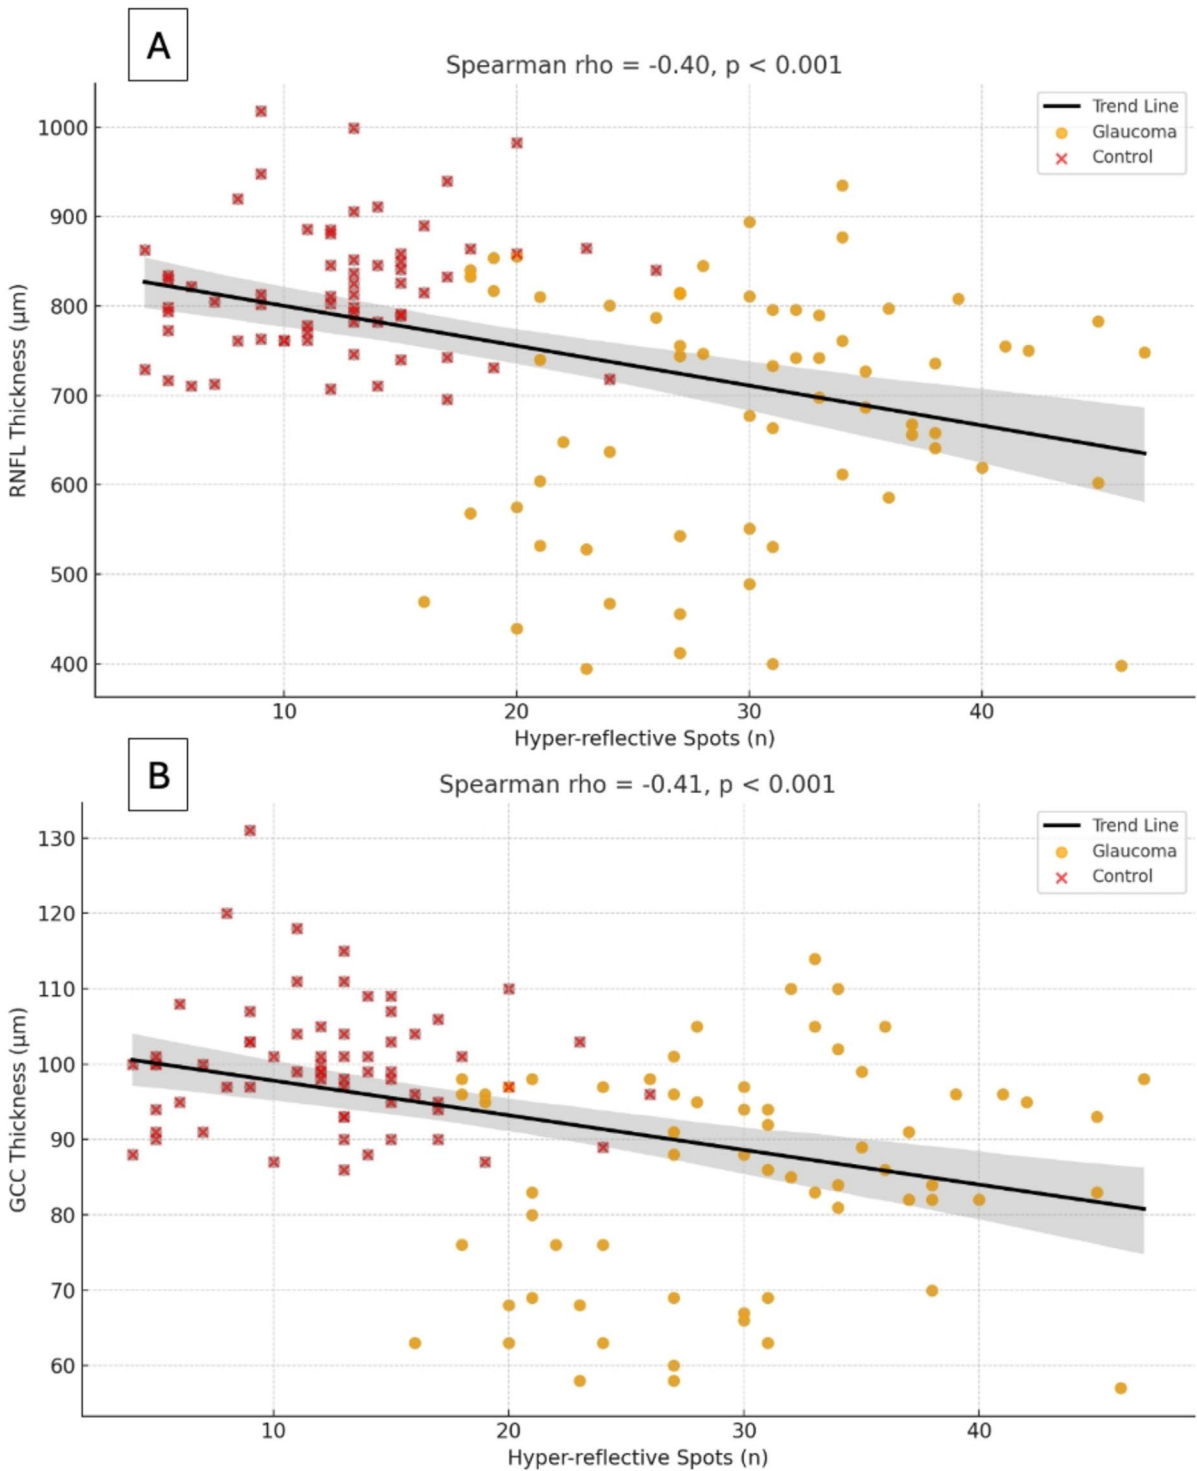 A
Spearman rho = -0.40, p < 0.001
Trend Line
Glaucoma
Control
1000
900
800
700
600
500
400
RNFL Thickness (µm)
10 20 30 40
Hyper-reflective Spots (n)
B
Spearman rho = -0.41, p < 0.001
Trend Line
Glaucoma
Control
130
120
110
100
90
80
70
60
GCC Thickness (µm)
10 20 30 40
Hyper-reflective Spots (n)